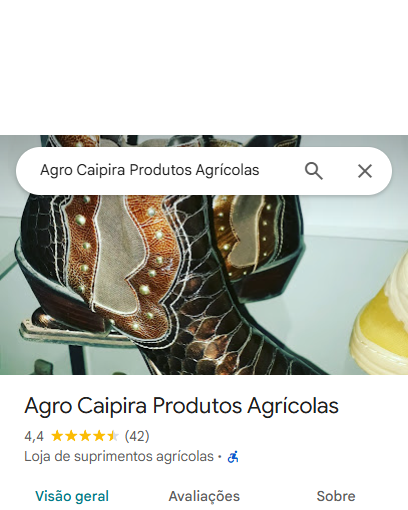 Agro Caipira Produtos Agrícolas
Agro Caipira Produtos Agrícolas
4,4 (42)
Loja de suprimentos agrícolas ·
Visão geral Avaliações Sobre